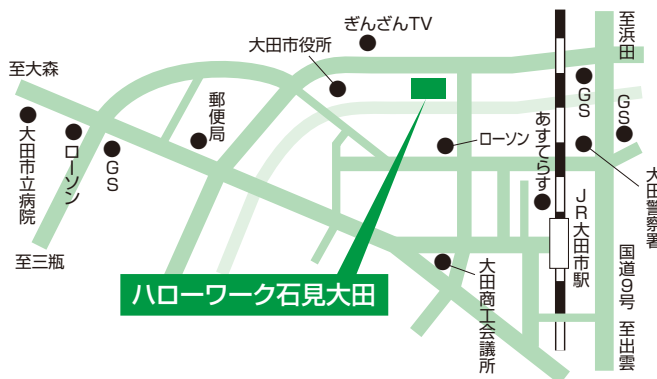 ぎんざんTV
至浜田
大田市役所
至大森
GS
GS
郵便局
あすてらす
ローソン
大田市立病院
ローソン
GS
大田警察署
JR大田市駅
至三瓶
国道9号
至出雲
大田商工会議所
ハローワーク石見大田